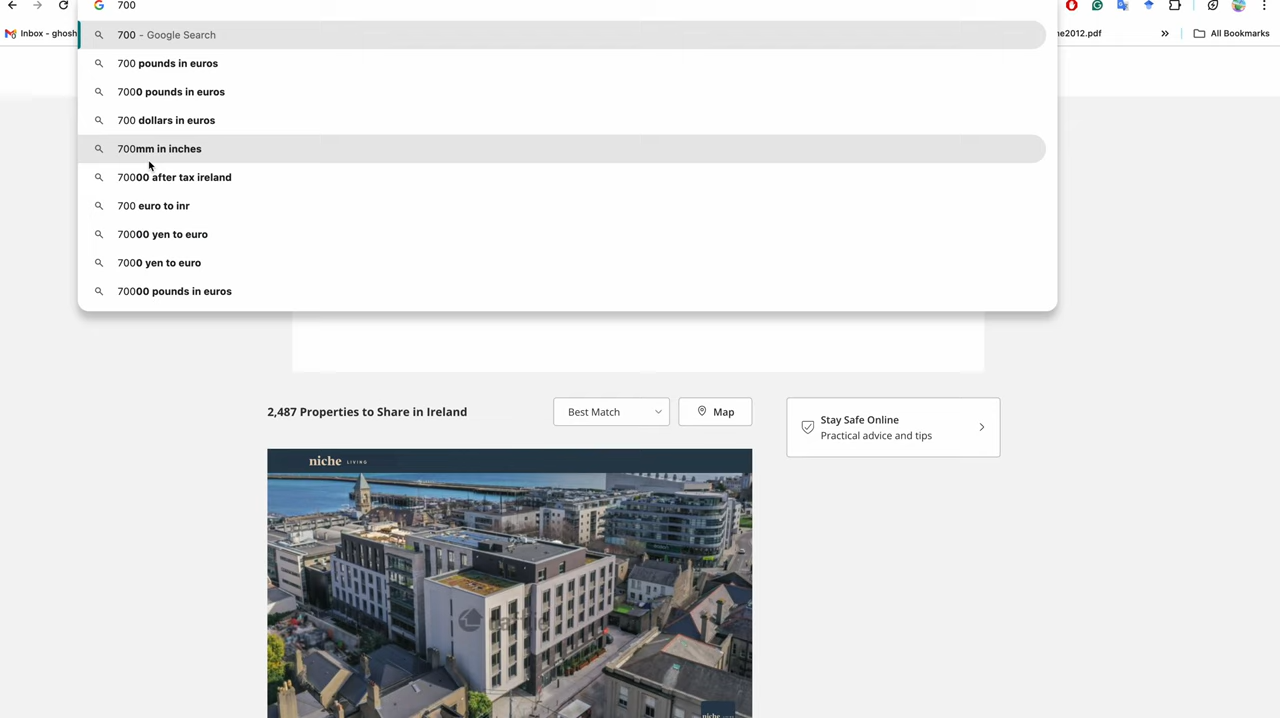 700
Inbox - ghosh
ne2012.pdf
»
All Bookmarks
700 - Google Search
700 pounds in euros
7000 pounds in euros
700 dollars in euros
700mm in inches
70000 after tax ireland
700 euro to inr
70000 yen to euro
7000 yen to euro
70000 pounds in euros
2,487 Properties to Share in Ireland
Best Match
Map
Stay Safe Online
Practical advice and tips
niche LIVING
niche